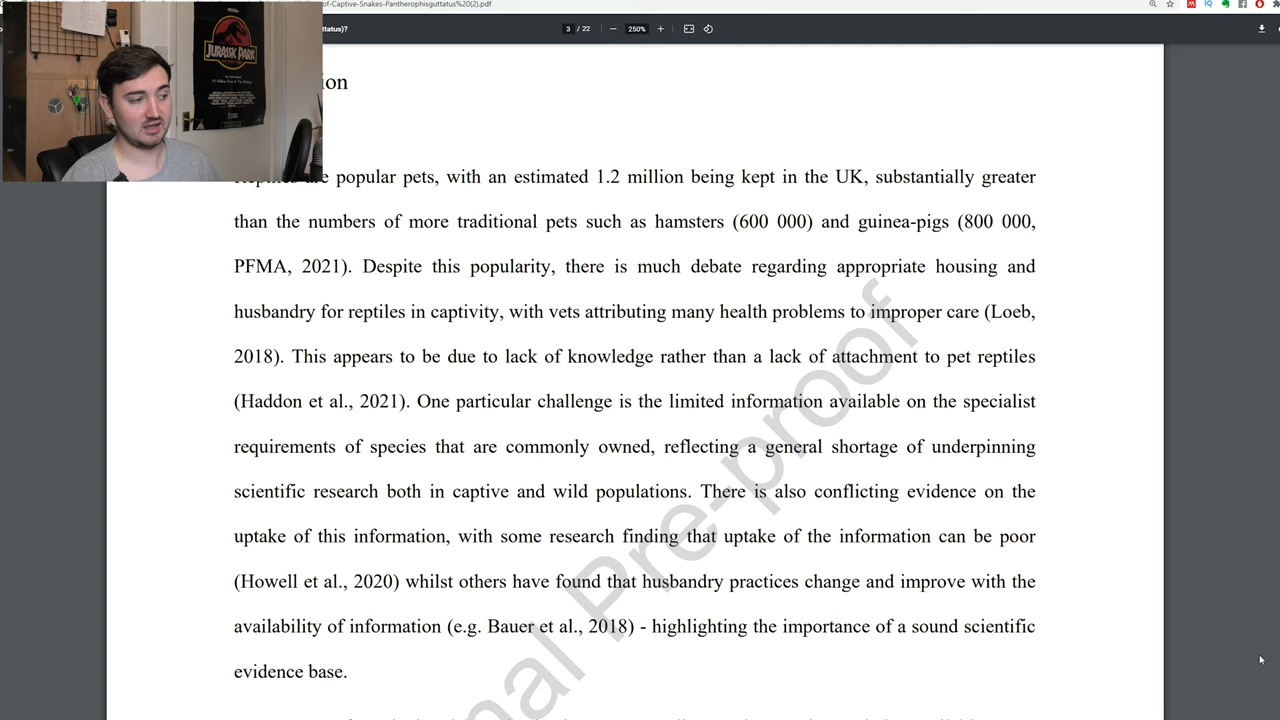 of-Captive-Snakes-Pantherophisguttatus%20(2).pdf
tatus)?
3 / 22
250%
JURASSIC PARK
ion
are popular pets, with an estimated 1.2 million being kept in the UK, substantially greater
than the numbers of more traditional pets such as hamsters (600 000) and guinea-pigs (800 000,
PFMA, 2021). Despite this popularity, there is much debate regarding appropriate housing and
husbandry for reptiles in captivity, with vets attributing many health problems to improper care (Loeb,
2018). This appears to be due to lack of knowledge rather than a lack of attachment to pet reptiles
(Haddon et al., 2021). One particular challenge is the limited information available on the specialist
requirements of species that are commonly owned, reflecting a general shortage of underpinning
scientific research both in captive and wild populations. There is also conflicting evidence on the
uptake of this information, with some research finding that uptake of the information can be poor
(Howell et al., 2020) whilst others have found that husbandry practices change and improve with the
availability of information (e.g. Bauer et al., 2018) - highlighting the importance of a sound scientific
evidence base.
nal Pre-proof